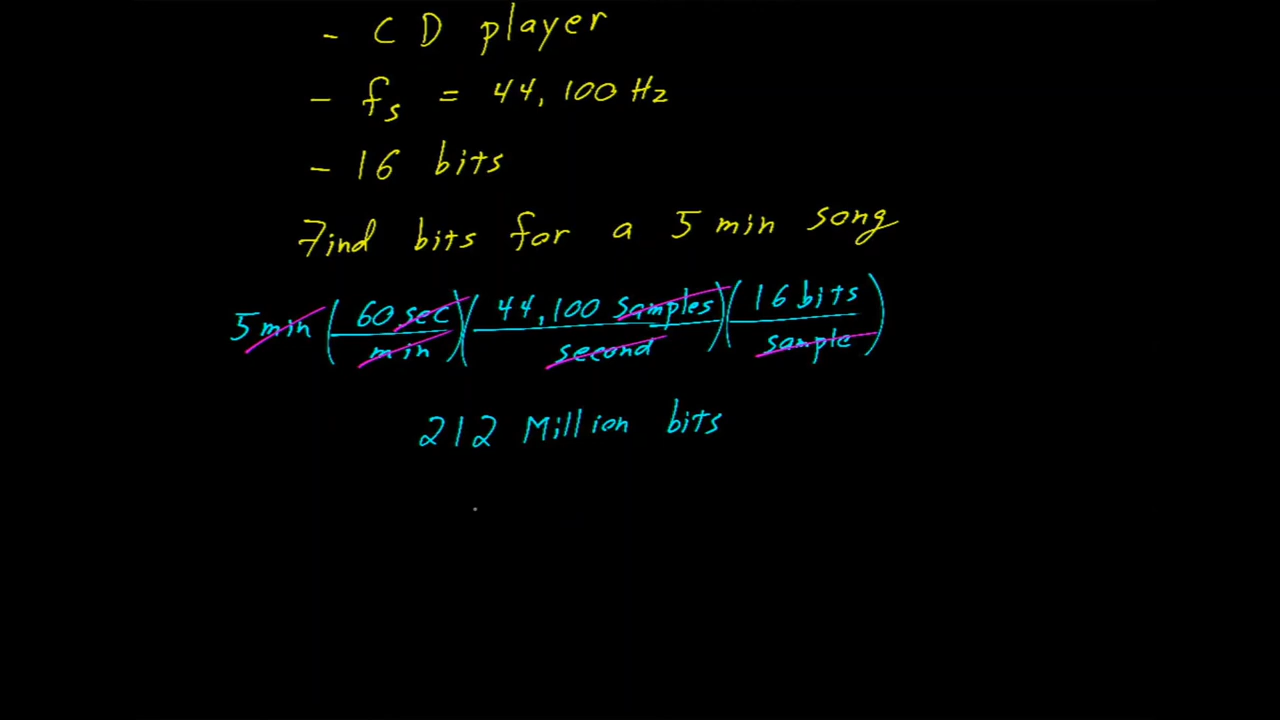 - CD player
- fs = 44,100 Hz
- 16 bits
Find bits for a 5 min song
5 min (60 sec / min)(44,100 samples / second)(16 bits / sample)
212 Million bits